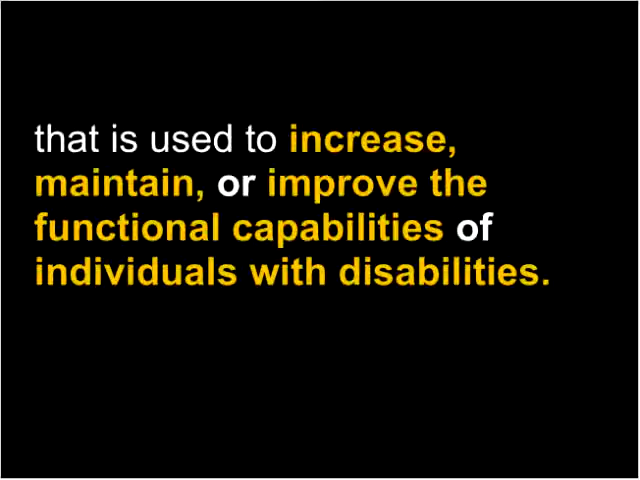 that is used to increase,
maintain, or improve the
functional capabilities of
individuals with disabilities.